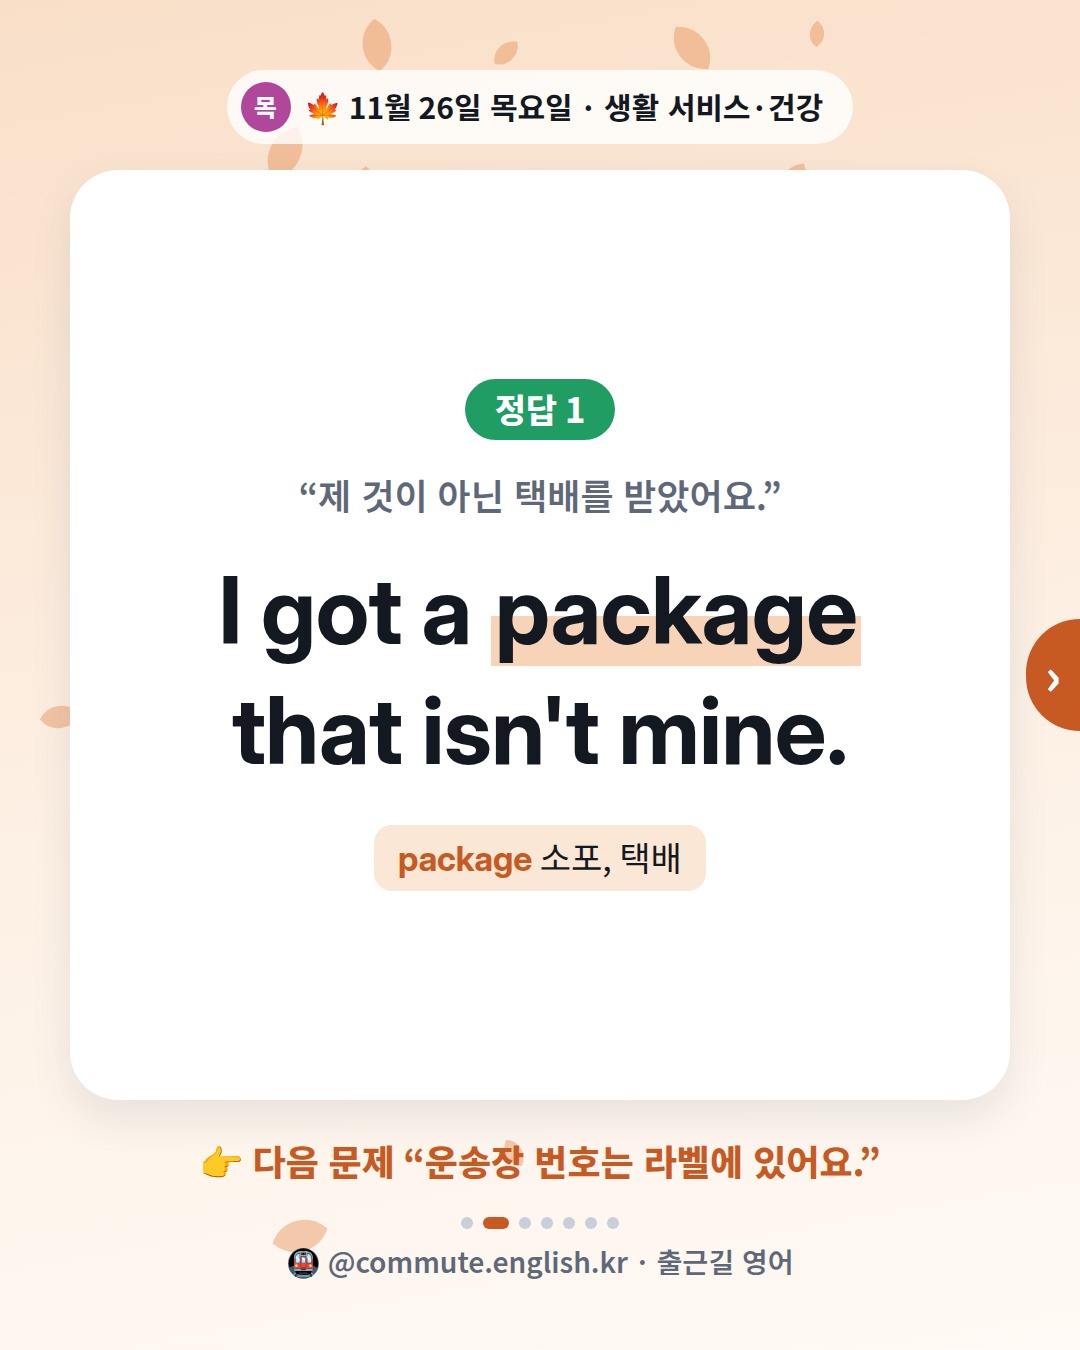 목 🍁 11월 26일 목요일 · 생활 서비스·건강
정답 1
“제 것이 아닌 택배를 받았어요.”
I got a package
that isn't mine.
package 소포, 택배
›
👉 다음 문제 “운송장 번호는 라벨에 있어요.”
🚇 @commute.english.kr · 출근길 영어